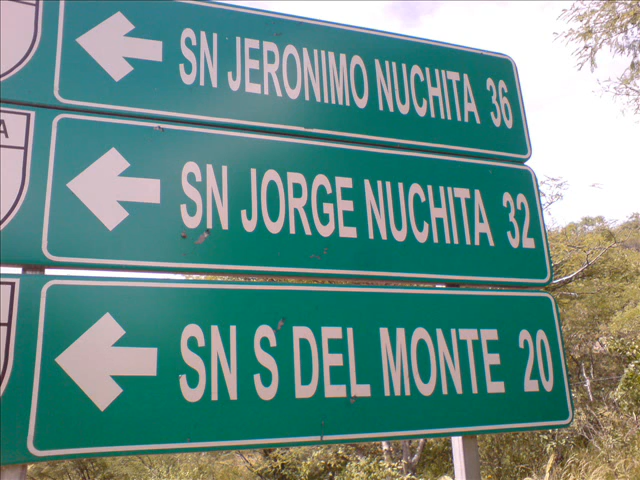 SN JERONIMO NUCHITA 36
A
SN JORGE NUCHITA 32
SN S DEL MONTE 20